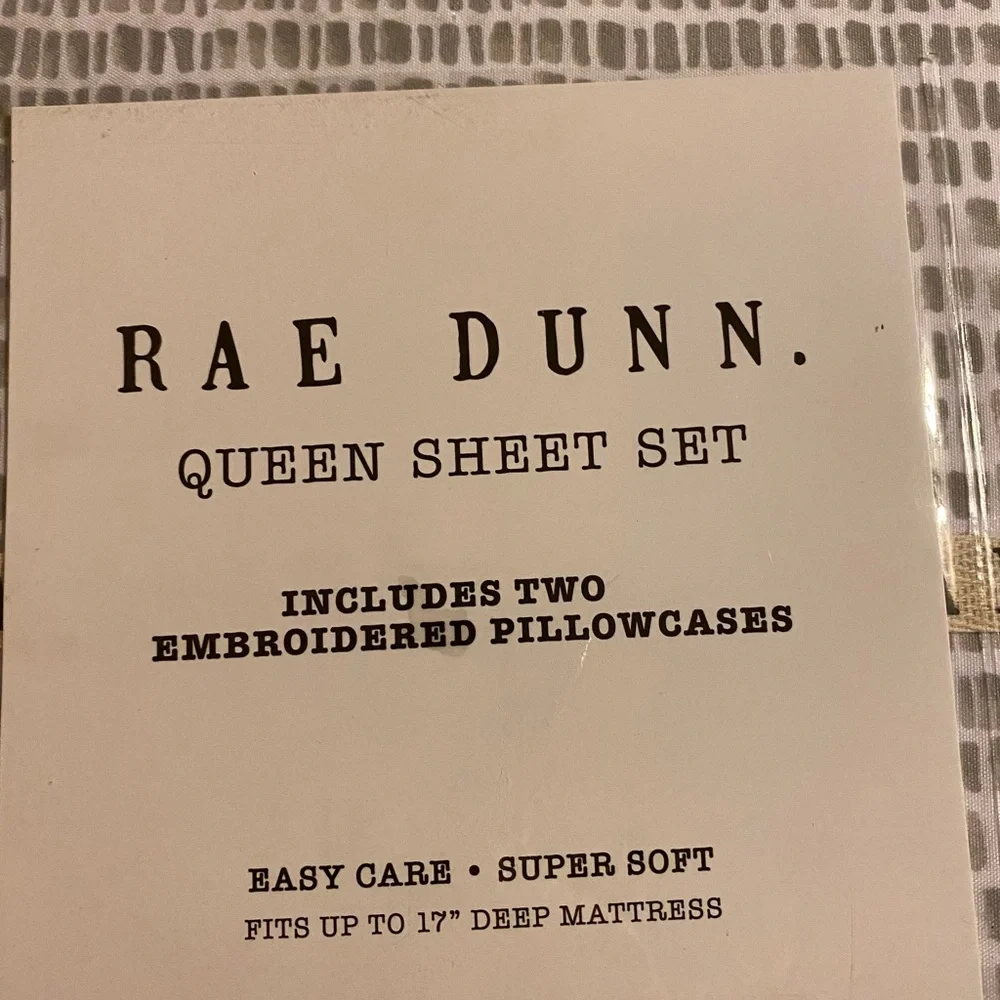 RAE DUNN.
QUEEN SHEET SET
INCLUDES TWO
EMBROIDERED PILLOWCASES
EASY CARE • SUPER SOFT
FITS UP TO 17” DEEP MATTRESS